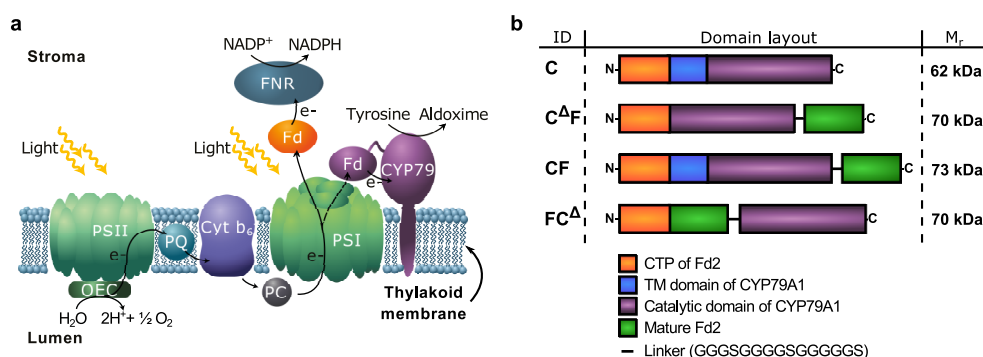 a
Stroma
NADP+ NADPH
FNR
e-
Tyrosine Aldoxime
Light
Light
Fd
Fd
CYP79
e-
PSII
PQ
Cyt b6
PSI
e-
e-
OEC
PC
H2O 2H+ + ½ O2
Thylakoid
membrane
Lumen
b
ID Domain layout Mr
C N- -C 62 kDa
CΔF N- -C 70 kDa
CF N- -C 73 kDa
FCΔ N- -C 70 kDa
CTP of Fd2
TM domain of CYP79A1
Catalytic domain of CYP79A1
Mature Fd2
Linker (GGGSGGGGSGGGGGS)